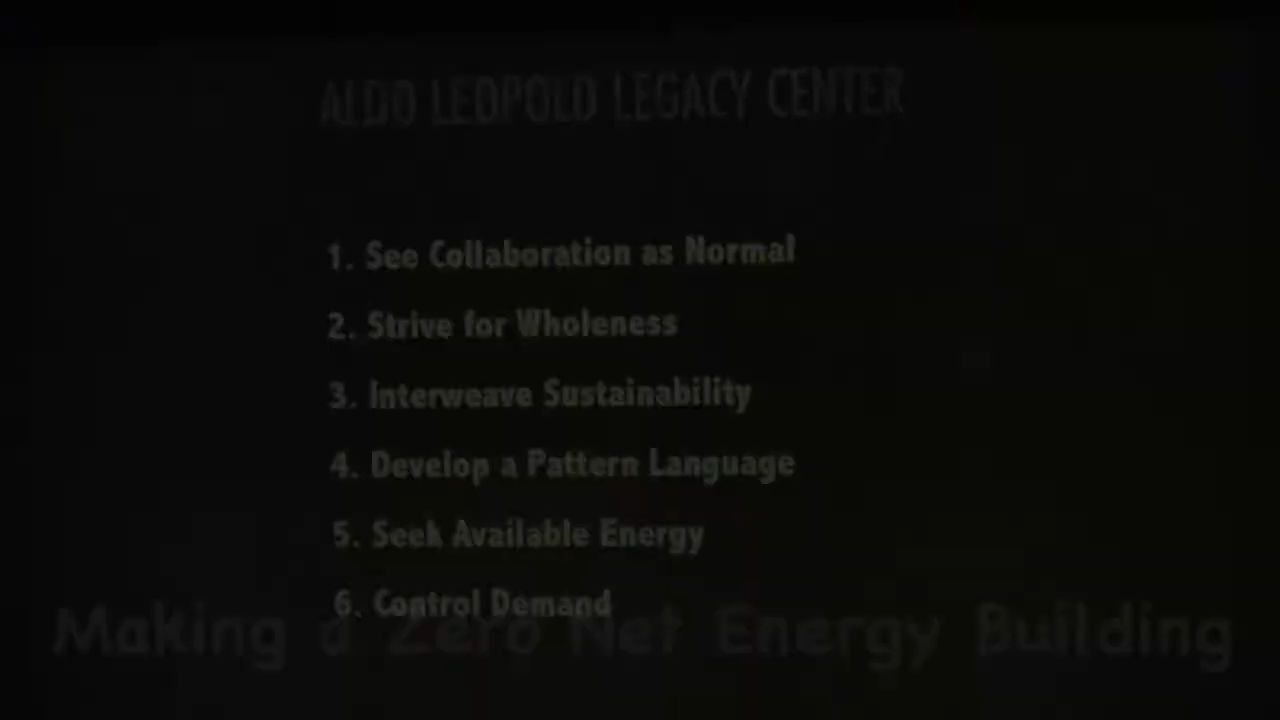 ALDO LEOPOLD LEGACY CENTER
1. See Collaboration as Normal
2. Strive for Wholeness
3. Interweave Sustainability
4. Develop a Pattern Language
5. Seek Available Energy
6. Control Demand
Making a Zero Net Energy Building